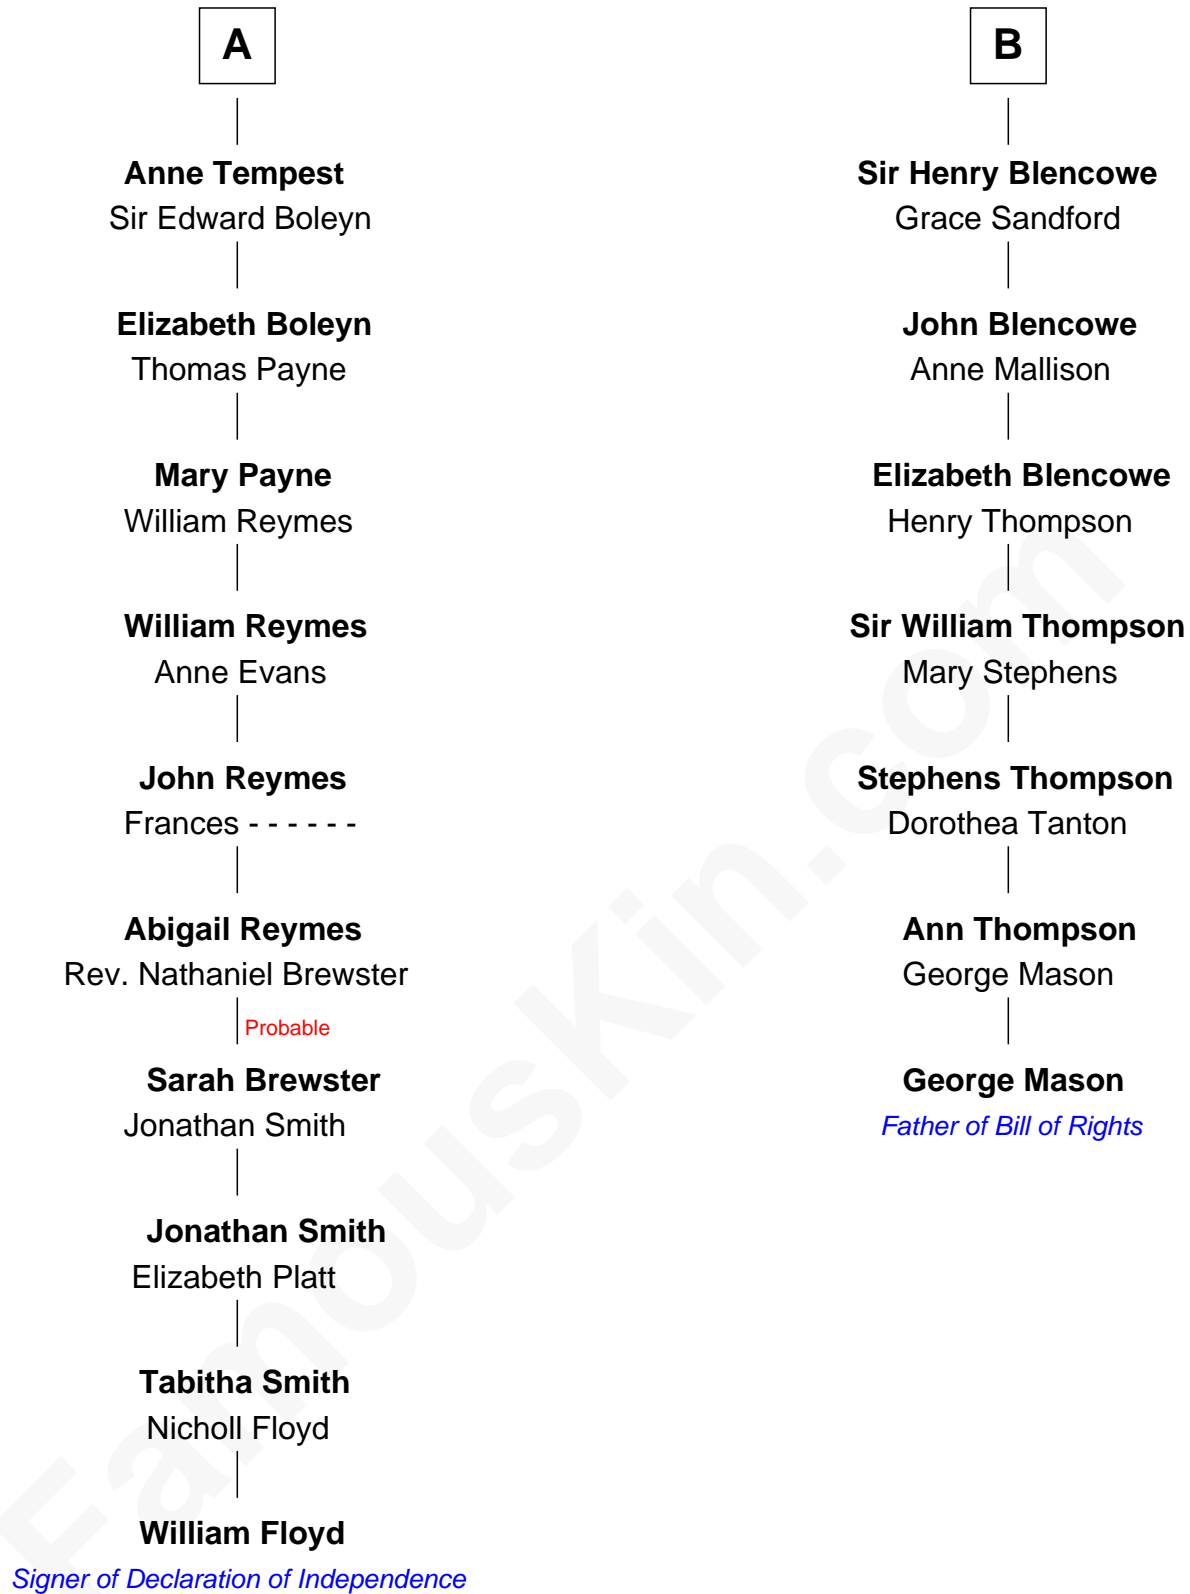 A
Anne Tempest
Sir Edward Boleyn
Elizabeth Boleyn
Thomas Payne
Mary Payne
William Reymes
William Reymes
Anne Evans
John Reymes
Frances - - - - - -
Abigail Reymes
Rev. Nathaniel Brewster
Probable
Sarah Brewster
Jonathan Smith
Jonathan Smith
Elizabeth Platt
Tabitha Smith
Nicholl Floyd
William Floyd
Signer of Declaration of Independence
B
Sir Henry Blencowe
Grace Sandford
John Blencowe
Anne Mallison
Elizabeth Blencowe
Henry Thompson
Sir William Thompson
Mary Stephens
Stephens Thompson
Dorothea Tanton
Ann Thompson
George Mason
George Mason
Father of Bill of Rights
FamousKin.com